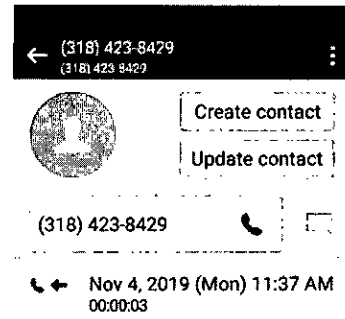 (318) 423-8429
(318) 423 8429
Create contact
Update contact
(318) 423-8429
Nov 4, 2019 (Mon) 11:37 AM
00:00:03